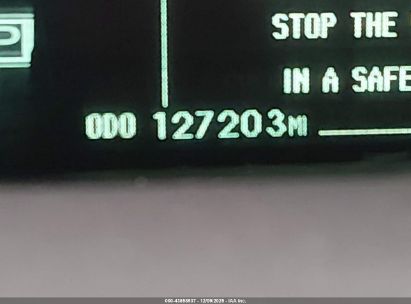 P
STOP THE
IN A SAFE
ODO 127203MI